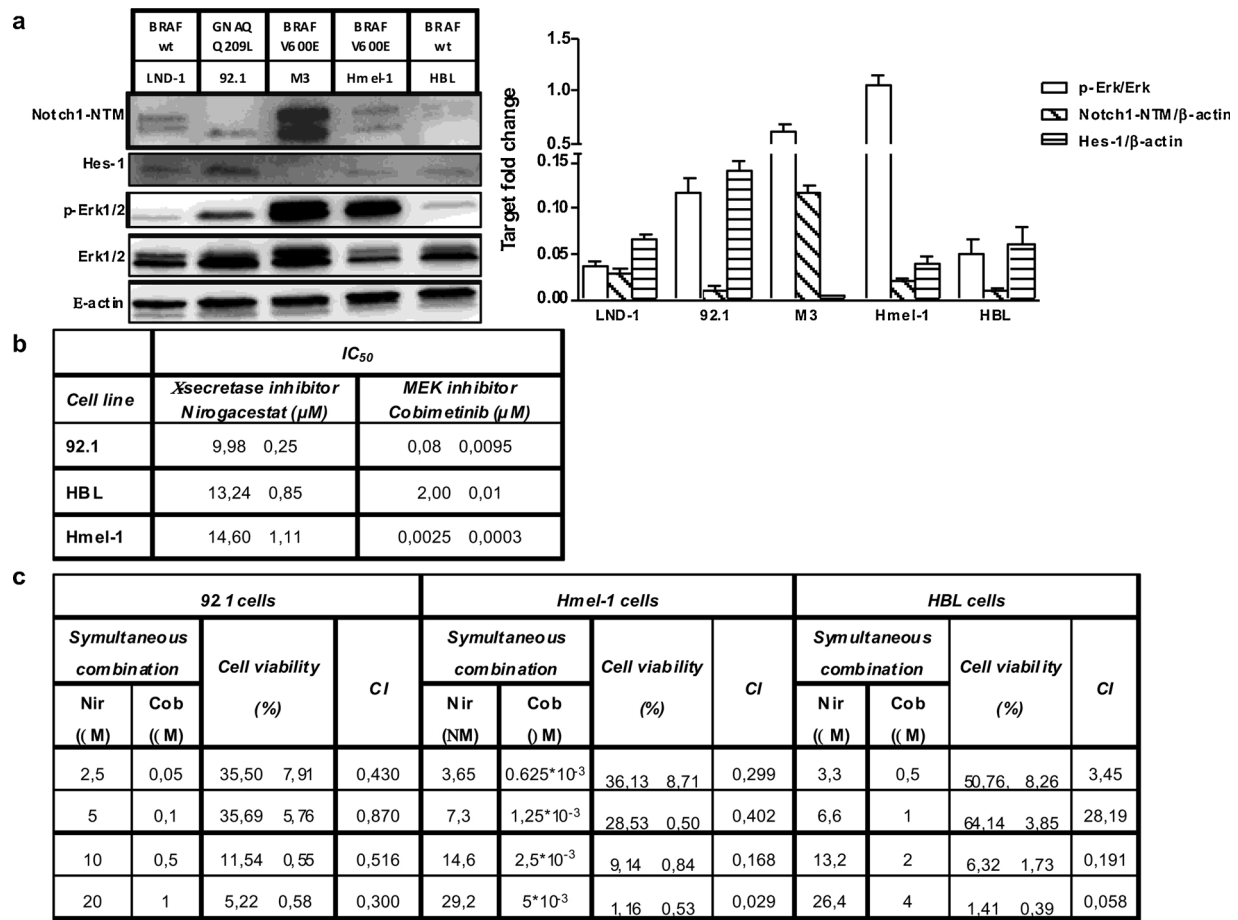 a
BRAF wt GNAQ Q209L BRAF V600E BRAF V600E BRAF wt
LND-1 92.1 M3 Hmel-1 HBL
Notch1-NTM
Hes-1
p-Erk1/2
Erk1/2
E-actin
Target fold change
1.0
0.5
0.15
0.10
0.05
0.00
LND-1 92.1 M3 Hmel-1 HBL
p-Erk/Erk
Notch1-NTM/β-actin
Hes-1/β-actin
b
IC50
Cell line
Χsecretase inhibitor Nirogacestat (µM)
MEK inhibitor Cobimetinib (µM)
92.1 9,98 0,25 0,08 0,0095
HBL 13,24 0,85 2,00 0,01
Hmel-1 14,60 1,11 0,0025 0,0003
c
92.1 cells Hmel-1 cells HBL cells
Symultaneous combination Cell viability (%) CI Symultaneous combination Cell viability (%) CI Symultaneous combination Cell viability (%) CI
Nir (( M) Cob (( M) Nir (NM) Cob () M) Nir (( M) Cob (( M)
2,5 0,05 35,50 7,91 0,430 3,65 0.625*10-3 36,13 8,71 0,299 3,3 0,5 50,76, 8,26 3,45
5 0,1 35,69 5,76 0,870 7,3 1,25*10-3 28,53 0,50 0,402 6,6 1 64,14 3,85 28,19
10 0,5 11,54 0,55 0,516 14,6 2,5*10-3 9,14 0,84 0,168 13,2 2 6,32 1,73 0,191
20 1 5,22 0,58 0,300 29,2 5*10-3 1,16 0,53 0,029 26,4 4 1,41 0,39 0,058